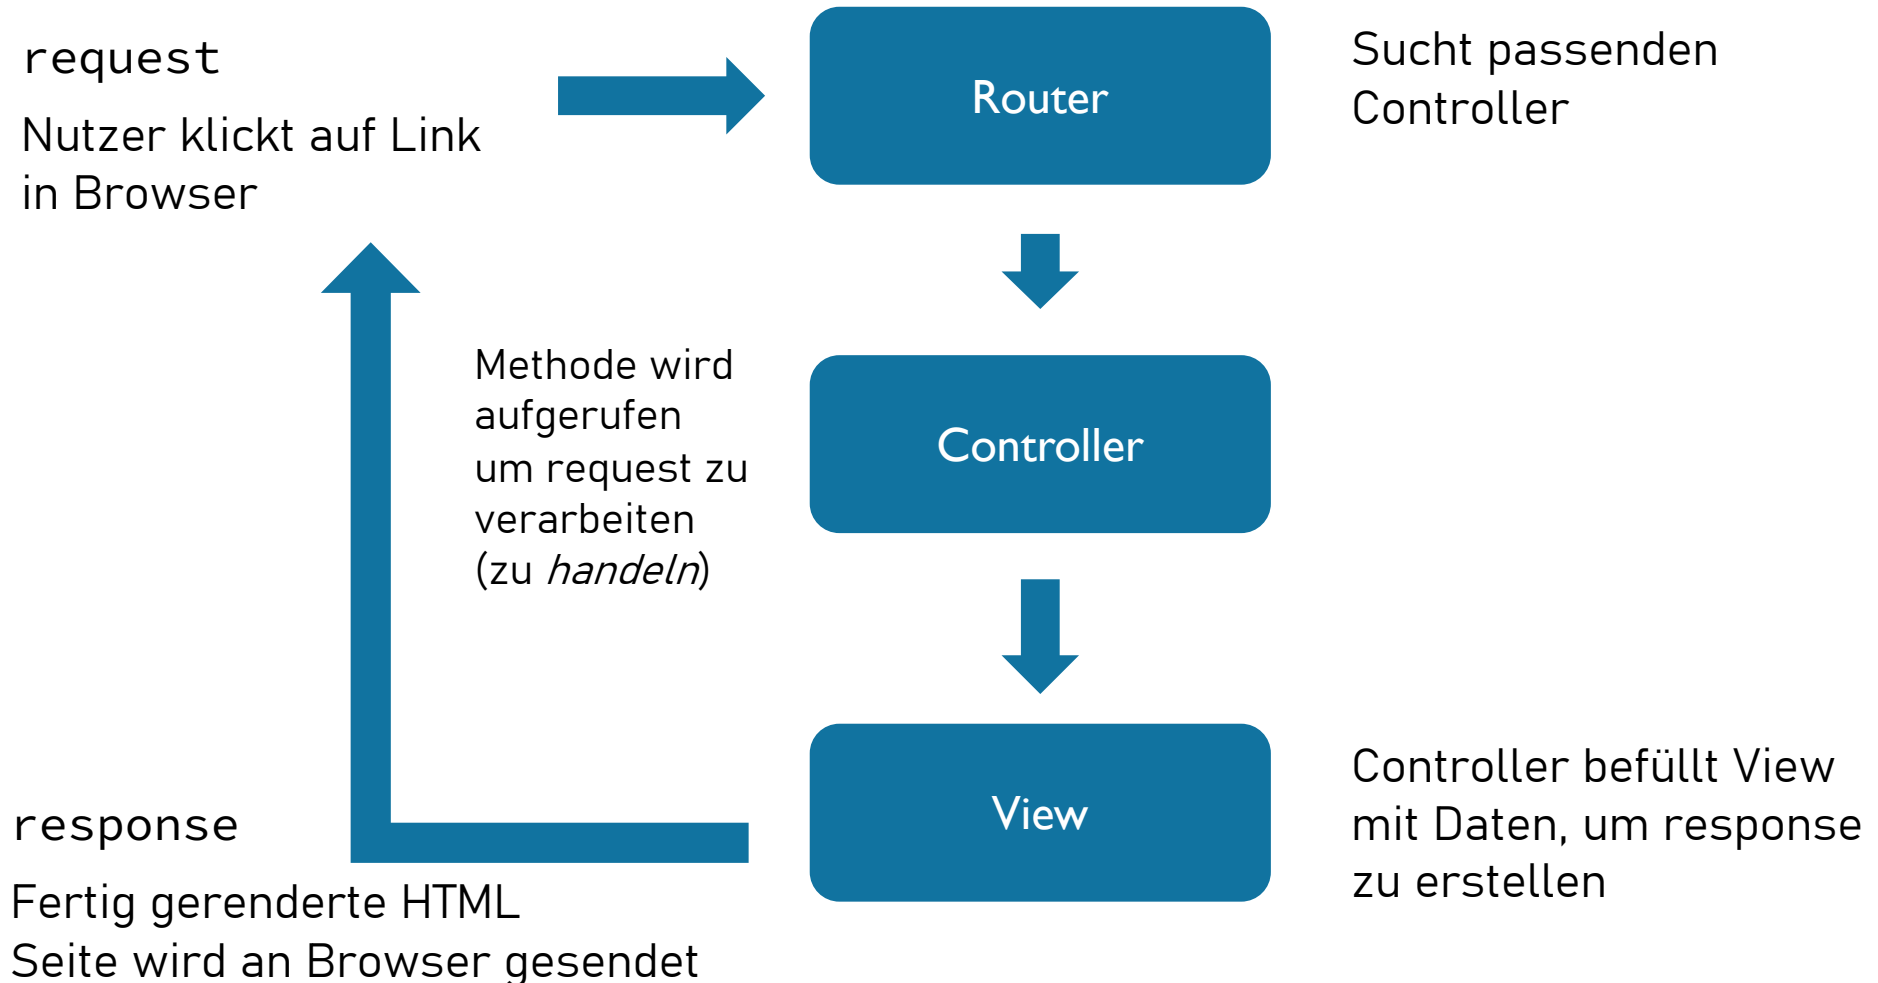 request
Nutzer klickt auf Link
in Browser
Router
Sucht passenden
Controller
Methode wird
aufgerufen
um request zu
verarbeiten
(zu handeln)
Controller
View
Controller befüllt View
mit Daten, um response
zu erstellen
response
Fertig gerenderte HTML
Seite wird an Browser gesendet